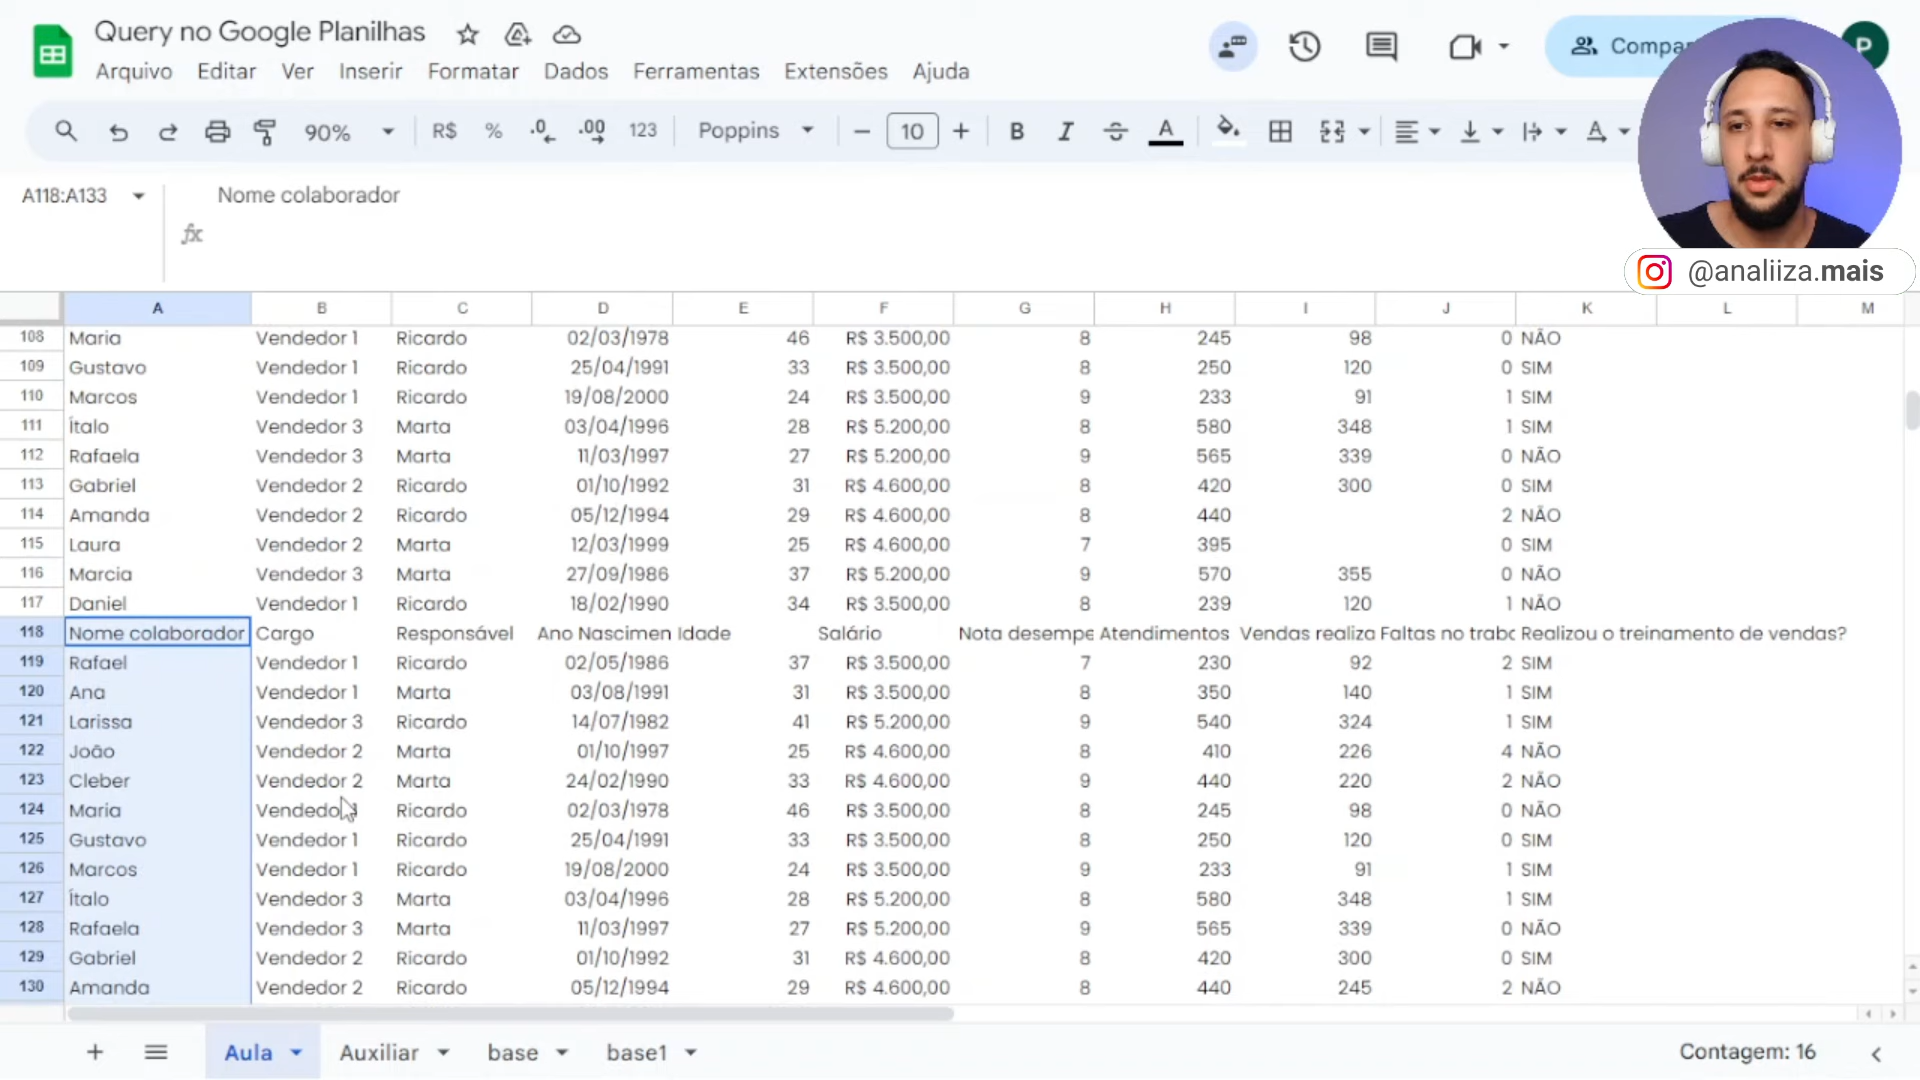 Query no Google Planilhas
Arquivo Editar Ver Inserir Formatar Dados Ferramentas Extensões Ajuda
P
90% R$ % .0 .00 123 Poppins 10 B I A
@analiiza.mais
A118:A133 Nome colaborador
fx
A B C D E F G H I J K L M
108 Maria Vendedor 1 Ricardo 02/03/1978 46 R$ 3.500,00 8 245 98 0 NÃO
109 Gustavo Vendedor 1 Ricardo 25/04/1991 33 R$ 3.500,00 8 250 120 0 SIM
110 Marcos Vendedor 1 Ricardo 19/08/2000 24 R$ 3.500,00 9 233 91 1 SIM
111 Ítalo Vendedor 3 Marta 03/04/1996 28 R$ 5.200,00 8 580 348 1 SIM
112 Rafaela Vendedor 3 Marta 11/03/1997 27 R$ 5.200,00 9 565 339 0 NÃO
113 Gabriel Vendedor 2 Ricardo 01/10/1992 31 R$ 4.600,00 8 420 300 0 SIM
114 Amanda Vendedor 2 Ricardo 05/12/1994 29 R$ 4.600,00 8 440 2 NÃO
115 Laura Vendedor 2 Marta 12/03/1999 25 R$ 4.600,00 7 395 0 SIM
116 Marcia Vendedor 3 Marta 27/09/1986 37 R$ 5.200,00 9 570 355 0 NÃO
117 Daniel Vendedor 1 Ricardo 18/02/1990 34 R$ 3.500,00 8 239 120 1 NÃO
118 Nome colaborador Cargo Responsável Ano Nascimen Idade Salário Nota desempe Atendimentos Vendas realiza Faltas no trabc Realizou o treinamento de vendas?
119 Rafael Vendedor 1 Ricardo 02/05/1986 37 R$ 3.500,00 7 230 92 2 SIM
120 Ana Vendedor 1 Marta 03/08/1991 31 R$ 3.500,00 8 350 140 1 SIM
121 Larissa Vendedor 3 Ricardo 14/07/1982 41 R$ 5.200,00 9 540 324 1 SIM
122 João Vendedor 2 Marta 01/10/1997 25 R$ 4.600,00 8 410 226 4 NÃO
123 Cleber Vendedor 2 Marta 24/02/1990 33 R$ 4.600,00 9 440 220 2 NÃO
124 Maria Vendedor 1 Ricardo 02/03/1978 46 R$ 3.500,00 8 245 98 0 NÃO
125 Gustavo Vendedor 1 Ricardo 25/04/1991 33 R$ 3.500,00 8 250 120 0 SIM
126 Marcos Vendedor 1 Ricardo 19/08/2000 24 R$ 3.500,00 9 233 91 1 SIM
127 Ítalo Vendedor 3 Marta 03/04/1996 28 R$ 5.200,00 8 580 348 1 SIM
128 Rafaela Vendedor 3 Marta 11/03/1997 27 R$ 5.200,00 9 565 339 0 NÃO
129 Gabriel Vendedor 2 Ricardo 01/10/1992 31 R$ 4.600,00 8 420 300 0 SIM
130 Amanda Vendedor 2 Ricardo 05/12/1994 29 R$ 4.600,00 8 440 245 2 NÃO
Aula Auxiliar base base1 Contagem: 16